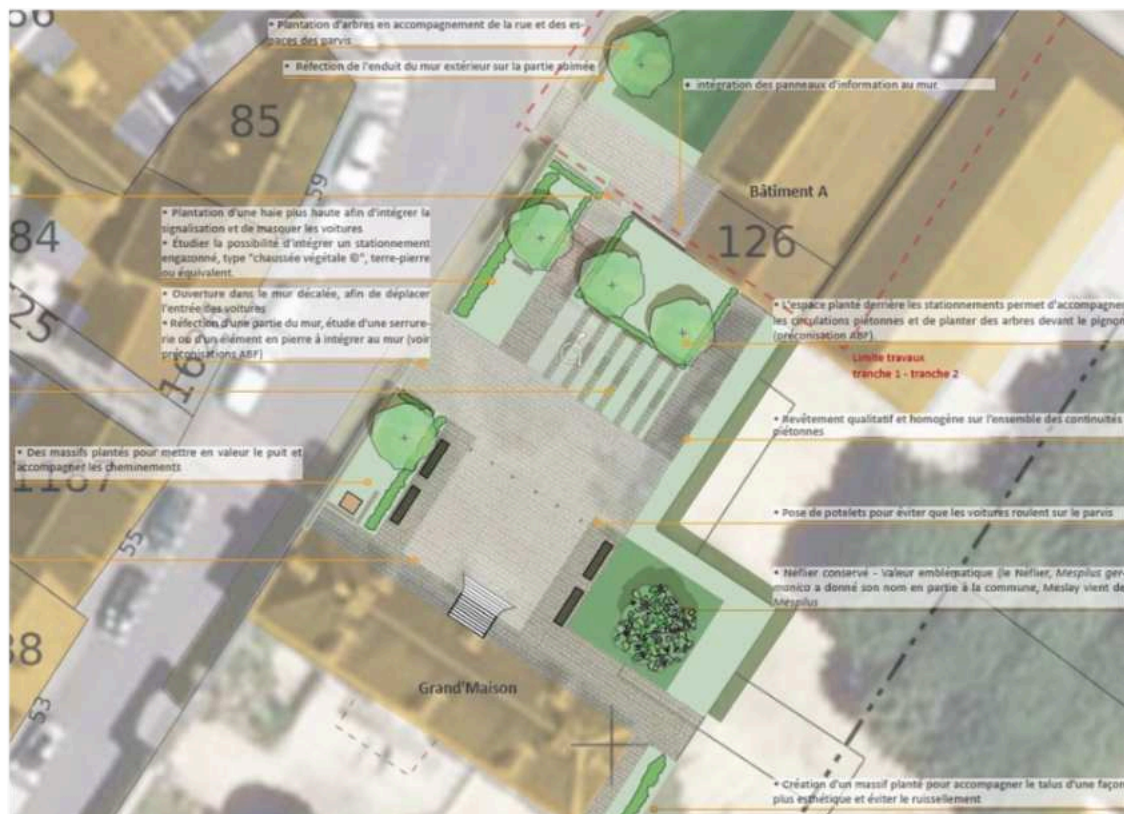 • Plantation d'arbres en accompagnement de la rue et des es-
paces des parvis
• Réfection de l'enduit du mur extérieur sur la partie abimée
• intégration des panneaux d'information au mur.
85
59
Bâtiment A
126
84
• Plantation d'une haie plus haute afin d'intégrer la
signalisation et de masquer les voitures
• Étudier la possibilité d'intégrer un stationnement
engazonné, type "chaussée végétale ®", terre-pierre
ou équivalent.
• Ouverture dans le mur décalée, afin de déplacer
l'entrée des voitures
• Réfection d'une partie du mur, étude d'une serrure-
rie ou d'un élément en pierre à intégrer au mur (voir
préconisations ABF)
• L'espace planté derrière les stationnements permet d'accompagner
les circulations piétonnes et de planter des arbres devant le pignon
(préconisation ABF)
Limite travaux
tranche 1 - tranche 2
25
116
• Revêtement qualitatif et homogène sur l'ensemble des continuités
piétonnes
• Des massifs plantés pour mettre en valeur le puit et
accompagner les cheminements
1187
• Pose de potelets pour éviter que les voitures roulent sur le parvis
55
• Néflier conservé - Valeur emblématique (le Néflier, Mespilus ger-
manica a donné son nom en partie à la commune, Meslay vient de
Mespilus
38
53
Grand'Maison
• Création d'un massif planté pour accompagner le talus d'une façon
plus esthétique et éviter le ruissellement